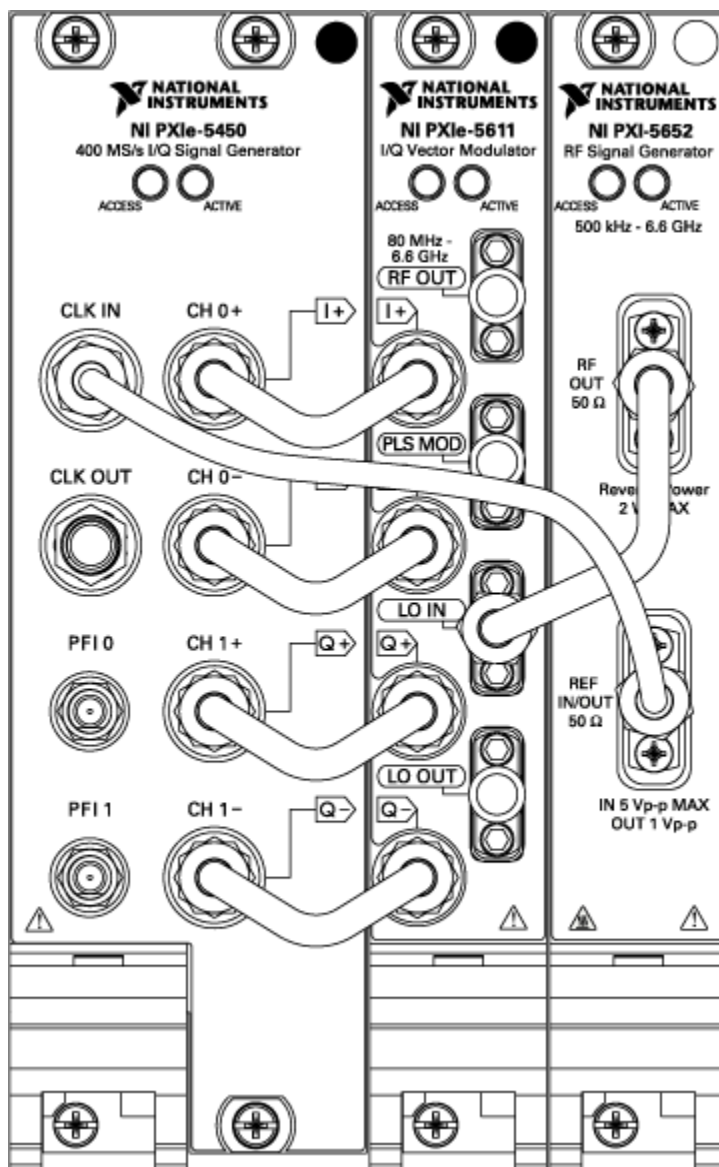 NATIONAL
INSTRUMENTS
NI PXIe-5450
400 MS/s I/Q Signal Generator
ACCESS
ACTIVE
CLK IN
CH 0+
I+
CLK OUT
CH 0−
PFI 0
CH 1+
Q+
PFI 1
CH 1−
Q−
NATIONAL
INSTRUMENTS
NI PXIe-5611
I/Q Vector Modulator
ACCESS
ACTIVE
80 MHz -
6.6 GHz
RF OUT
I+
PLS MOD
LO IN
Q+
LO OUT
Q−
NATIONAL
INSTRUMENTS
NI PXI-5652
RF Signal Generator
ACCESS
ACTIVE
500 kHz - 6.6 GHz
RF
OUT
50 Ω
2
REF
IN/OUT
50 Ω
IN 5 Vp-p MAX
OUT 1 Vp-p